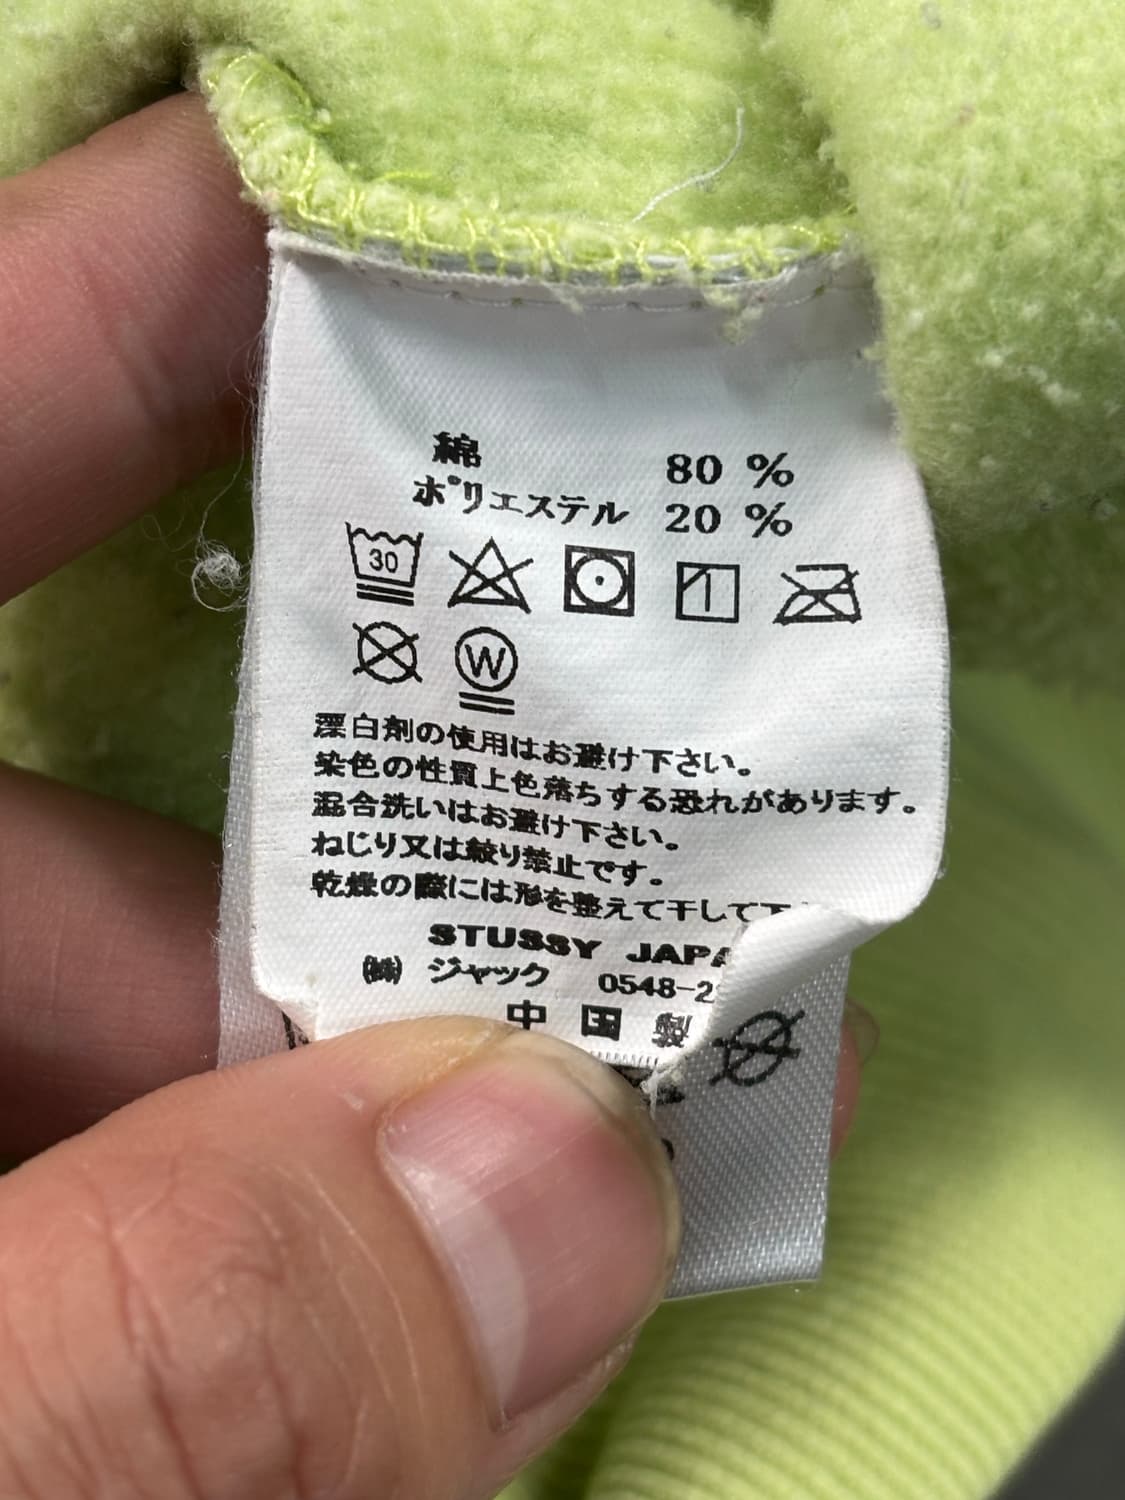 綿 80 %
ポリエステル 20 %
30
W
漂白剤の使用はお避け下さい。
染色の性質上色落ちする恐れがあります。
混合洗いはお避け下さい。
ねじり又は絞り禁止です。
乾燥の際には形を整えて干して下
STUSSY JAPA
㈱ ジャック 0548-2
中 国 製